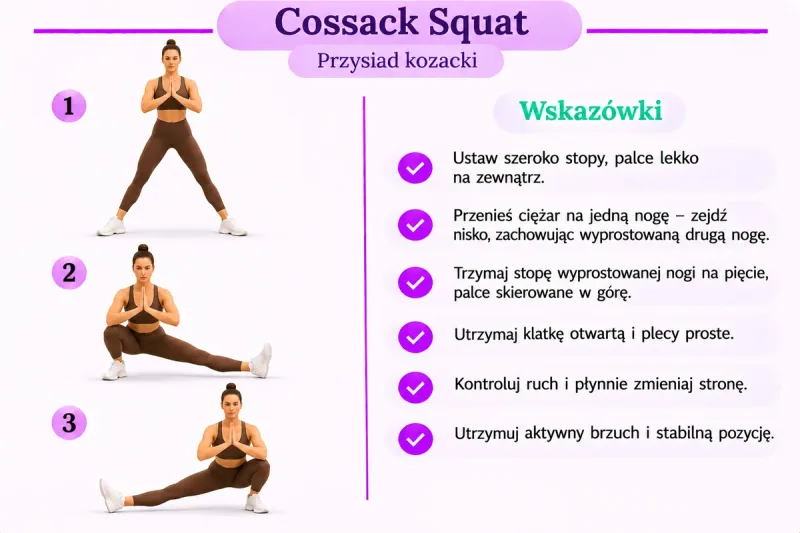 Cossack Squat
Przysiad kozacki
1
2
3
Wskazówki
Ustaw szeroko stopy, palce lekko
na zewnątrz.
Przenieś ciężar na jedną nogę – zejdź
nisko, zachowując wyprostowaną drugą nogę.
Trzymaj stopę wyprostowanej nogi na pięcie,
palce skierowane w górę.
Utrzymaj klatkę otwartą i plecy proste.
Kontroluj ruch i płynnie zmieniaj stronę.
Utrzymuj aktywny brzuch i stabilną pozycję.